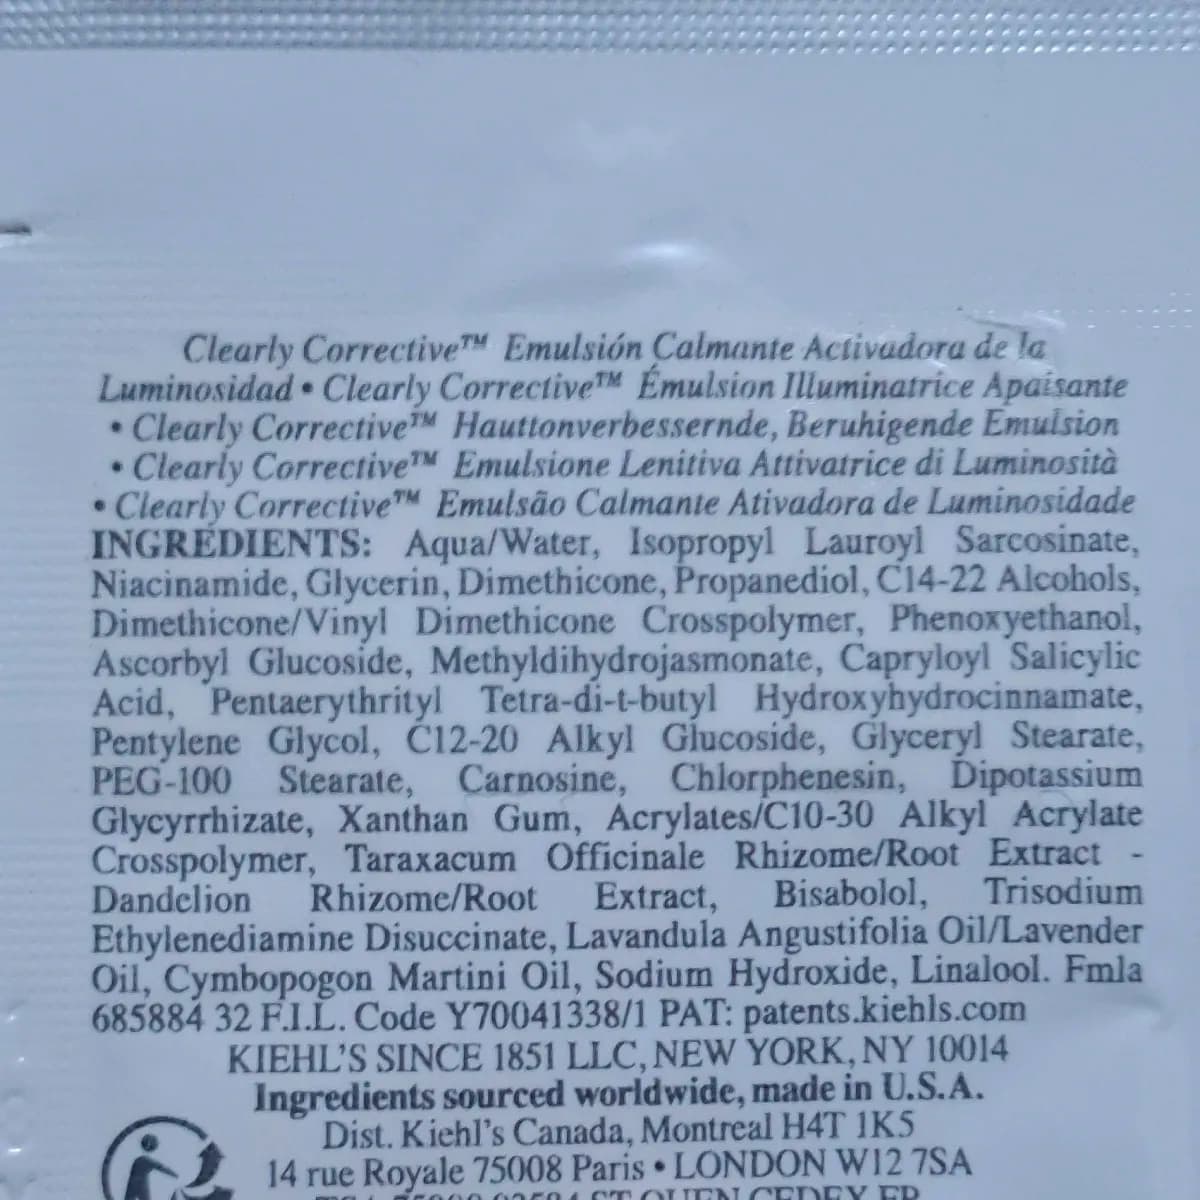 Clearly Corrective™ Emulsión Calmante Activadora de la
Luminosidad • Clearly Corrective™ Émulsion Illuminatrice Apaisante
• Clearly Corrective™ Hauttonverbessernde, Beruhigende Emulsion
• Clearly Corrective™ Emulsione Lenitiva Attivatrice di Luminosità
• Clearly Corrective™ Emulsão Calmante Ativadora de Luminosidade
INGREDIENTS: Aqua/Water, Isopropyl Lauroyl Sarcosinate,
Niacinamide, Glycerin, Dimethicone, Propanediol, C14-22 Alcohols,
Dimethicone/Vinyl Dimethicone Crosspolymer, Phenoxyethanol,
Ascorbyl Glucoside, Methyldihydrojasmonate, Capryloyl Salicylic
Acid, Pentaerythrityl Tetra-di-t-butyl Hydroxyhydrocinnamate,
Pentylene Glycol, C12-20 Alkyl Glucoside, Glyceryl Stearate,
PEG-100 Stearate, Carnosine, Chlorphenesin, Dipotassium
Glycyrrhizate, Xanthan Gum, Acrylates/C10-30 Alkyl Acrylate
Crosspolymer, Taraxacum Officinale Rhizome/Root Extract -
Dandelion Rhizome/Root Extract, Bisabolol, Trisodium
Ethylenediamine Disuccinate, Lavandula Angustifolia Oil/Lavender
Oil, Cymbopogon Martini Oil, Sodium Hydroxide, Linalool. Fmla
685884 32 F.I.L. Code Y70041338/1 PAT: patents.kiehls.com
KIEHL'S SINCE 1851 LLC, NEW YORK, NY 10014
Ingredients sourced worldwide, made in U.S.A.
Dist. Kiehl's Canada, Montreal H4T 1K5
14 rue Royale 75008 Paris • LONDON W12 7SA
ST OUEN CEDEX FR